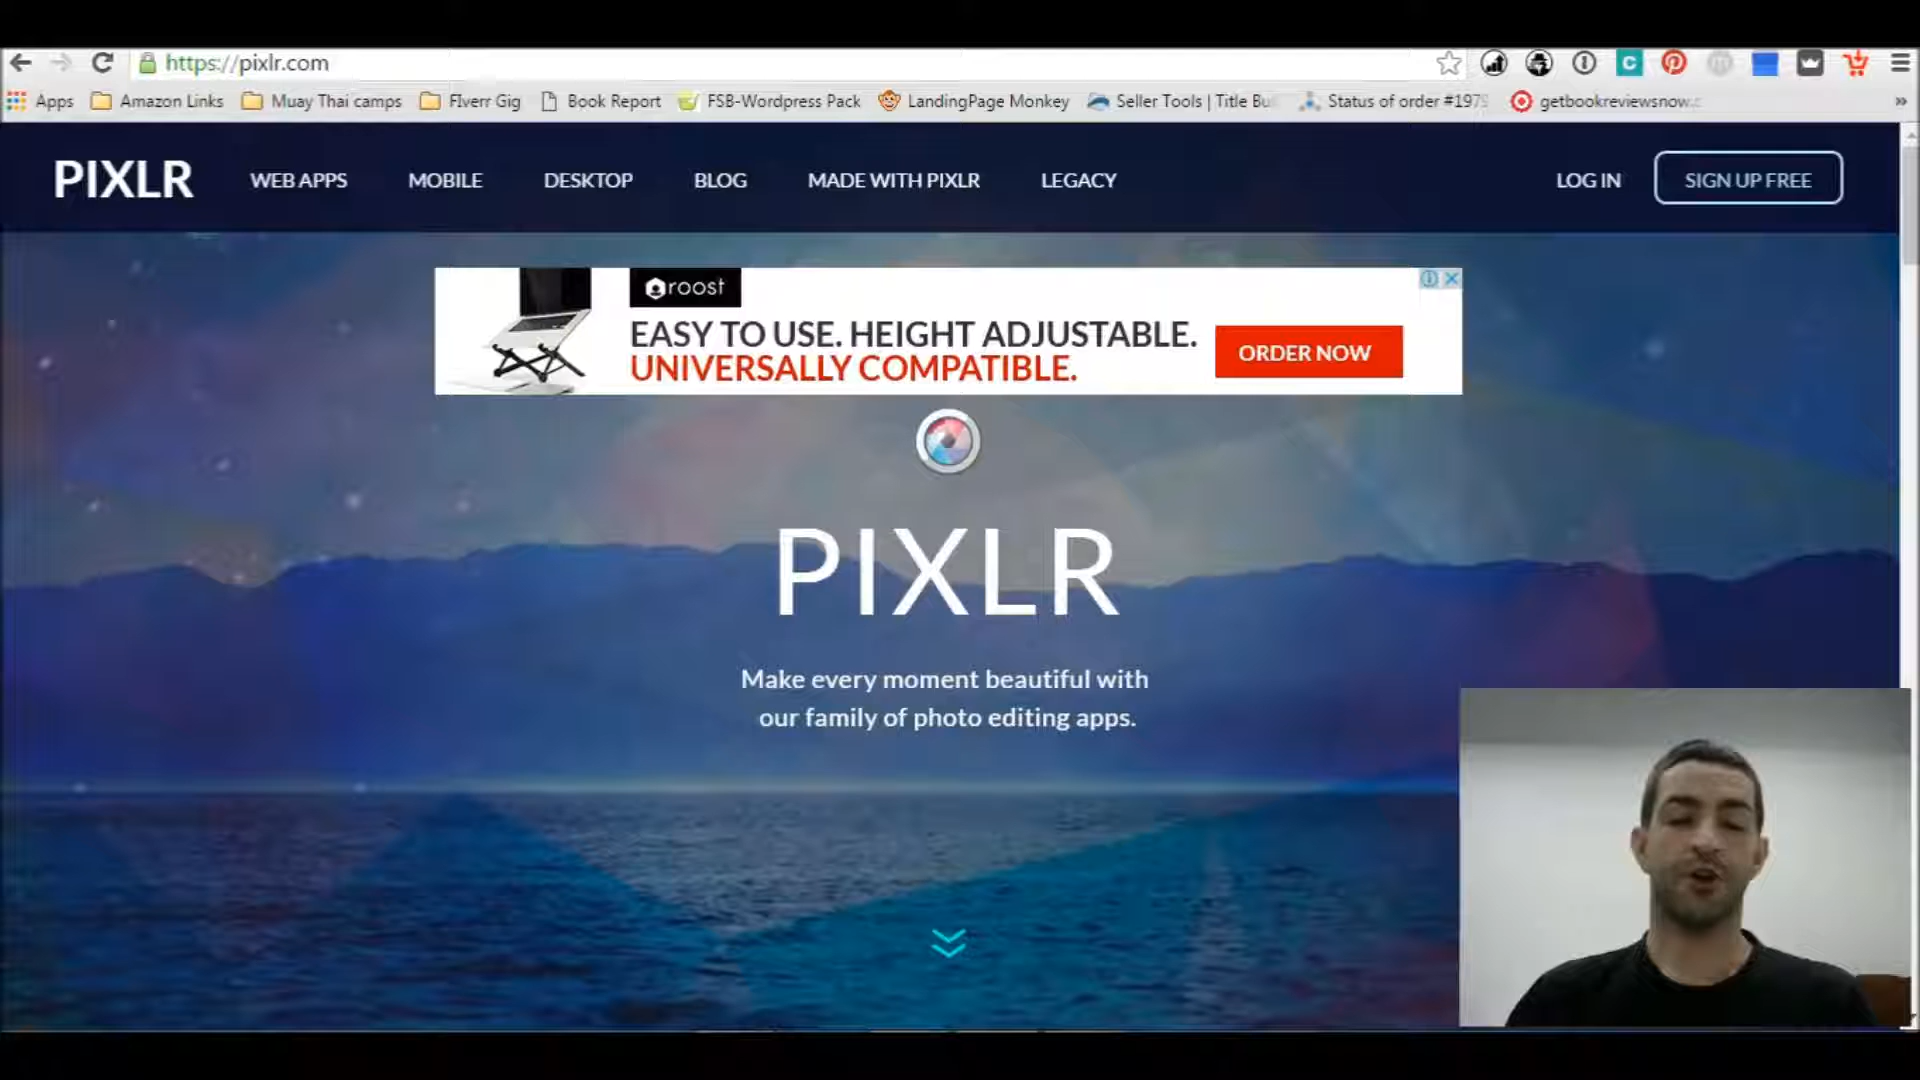 https://pixlr.com
Apps Amazon Links Muay Thai camps FIverr Gig Book Report FSB-Wordpress Pack LandingPage Monkey Seller Tools | Title Status of order #1979 getbookreviewsnow.
PIXLR WEB APPS MOBILE DESKTOP BLOG MADE WITH PIXLR LEGACY LOG IN SIGN UP FREE
roost
EASY TO USE. HEIGHT ADJUSTABLE.
UNIVERSALLY COMPATIBLE.
ORDER NOW
PIXLR
Make every moment beautiful with
our family of photo editing apps.